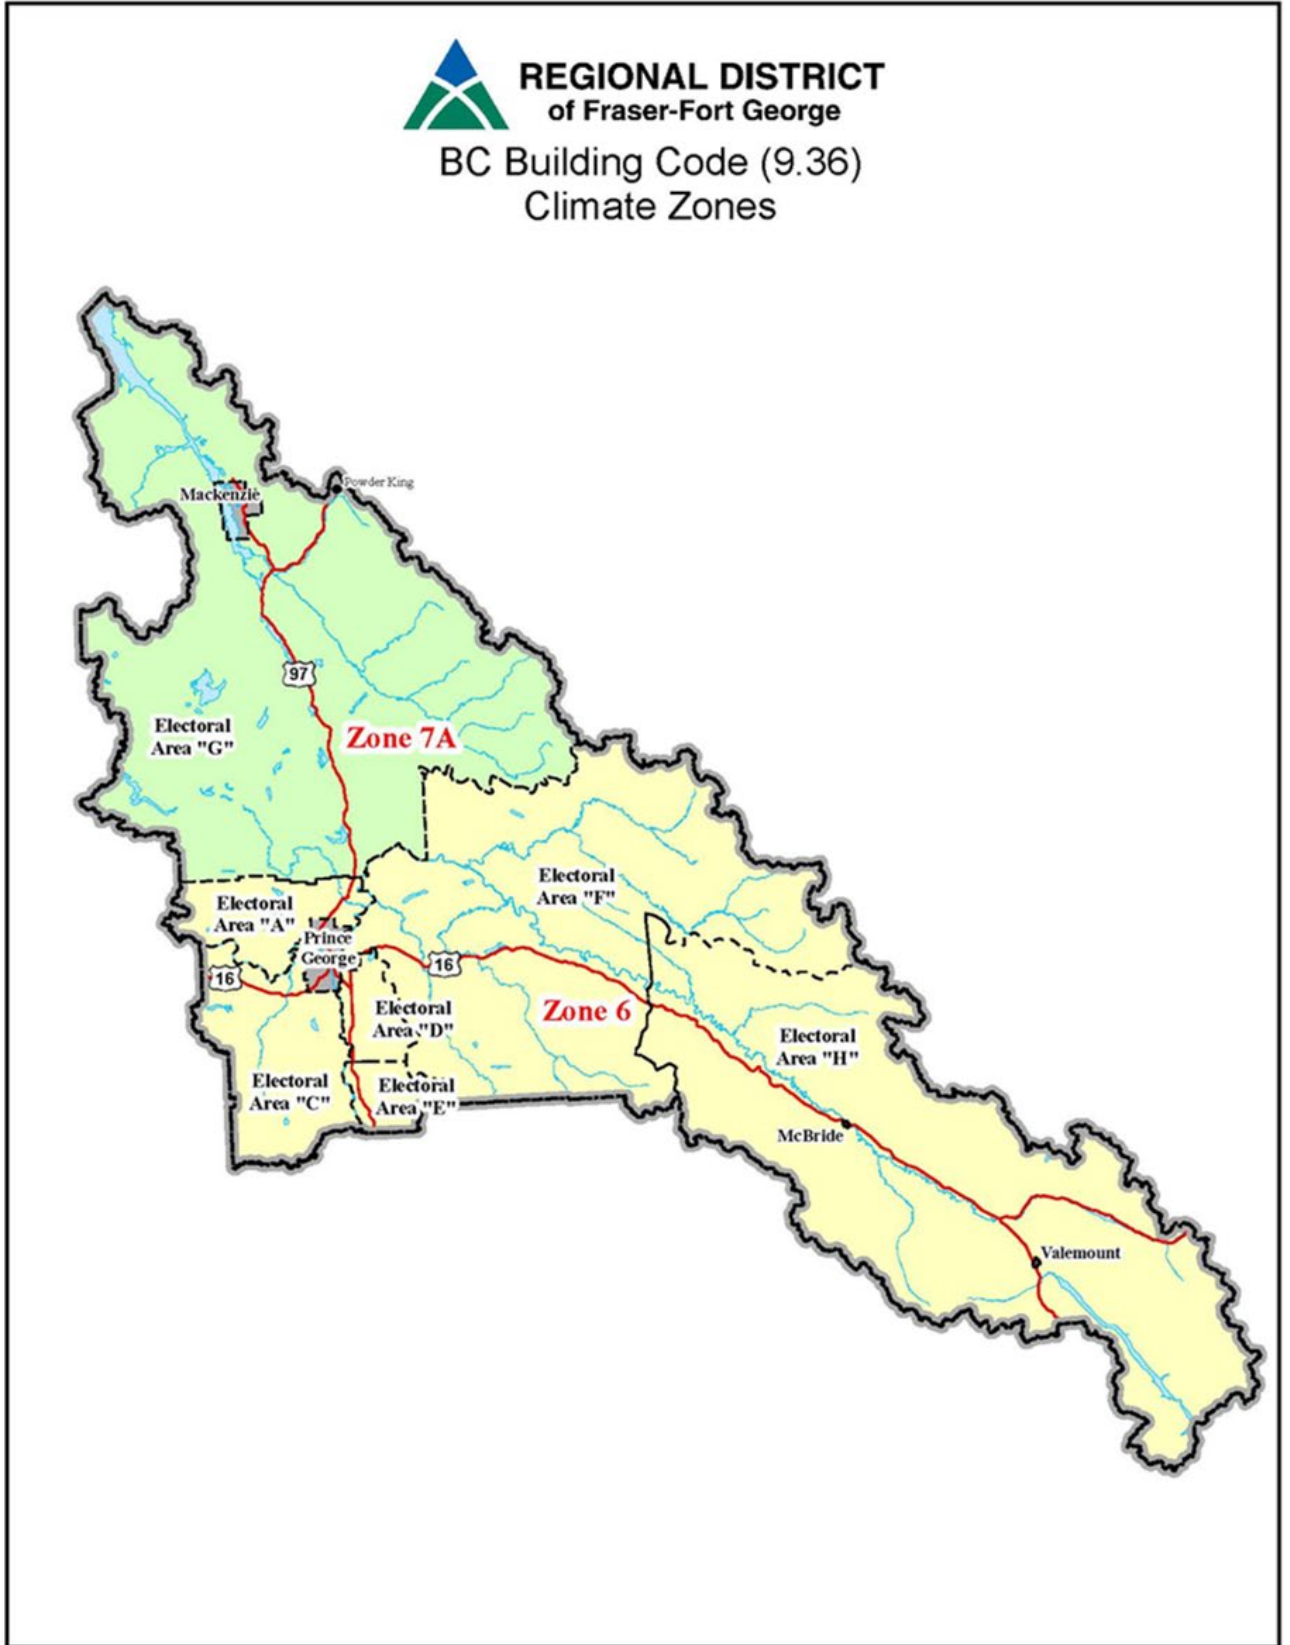 REGIONAL DISTRICT
of Fraser-Fort George
BC Building Code (9.36)
Climate Zones
Powder King
Mackenzie
97
Electoral
Area "G"
Zone 7A
Electoral
Area "F"
Electoral
Area "A"
Prince
George
16
16
Electoral
Area "D"
Zone 6
Electoral
Area "H"
Electoral
Area "C"
Electoral
Area "E"
McBride
Valemount